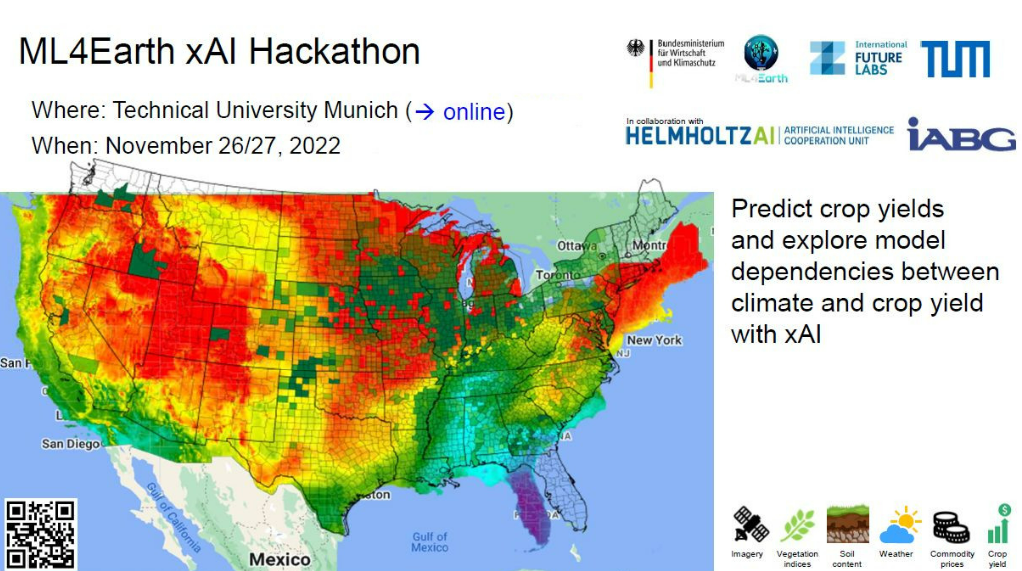 ML4Earth xAI Hackathon
Where: Technical University Munich (→ online)
When: November 26/27, 2022
Bundesministerium
für Wirtschaft
und Klimaschutz
ML4Earth
International
FUTURE
LABS
TUM
In collaboration with
HELMHOLTZAI
ARTIFICIAL INTELLIGENCE
COOPERATION UNIT
iABG
Predict crop yields
and explore model
dependencies between
climate and crop yield
with xAI
Ottawa
Montr
Toronto
New York
NJ
San F
L
San Diego
ston
Gulf of California
Gulf of
Mexico
Mexico
Imagery
Vegetation
indices
Soil
content
Weather
Commodity
prices
$
Crop
yield